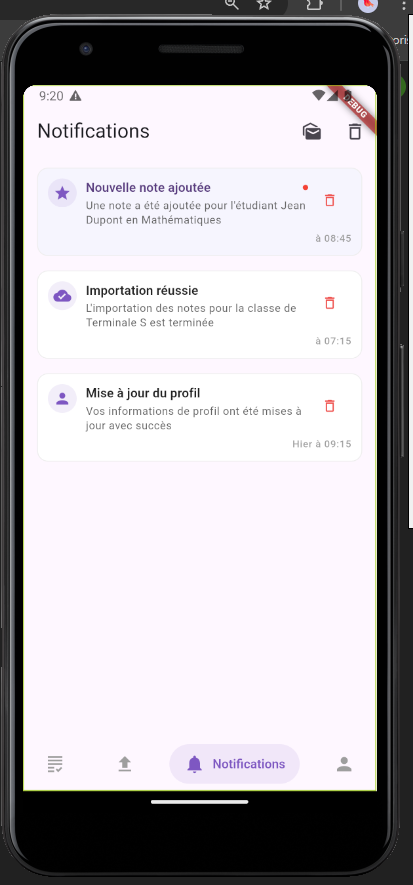 9:20
DEBUG
Notifications
Nouvelle note ajoutée
Une note a été ajoutée pour l'étudiant Jean
Dupont en Mathématiques
à 08:45
Importation réussie
L'importation des notes pour la classe de
Terminale S est terminée
à 07:15
Mise à jour du profil
Vos informations de profil ont été mises à
jour avec succès
Hier à 09:15
Notifications